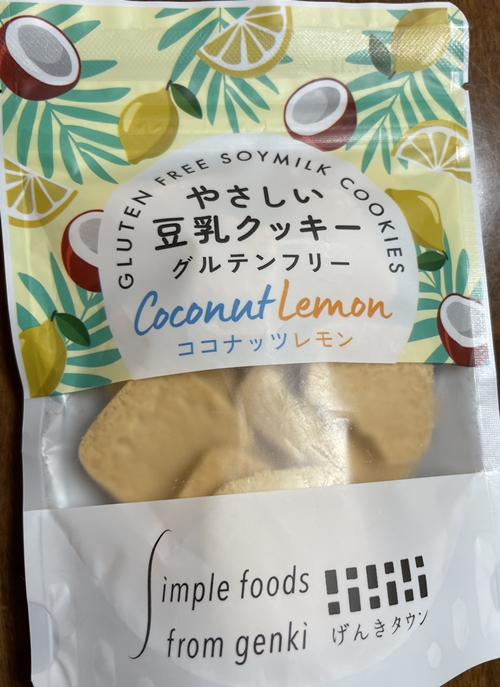 GLUTEN FREE SOYMILK COOKIES
やさしい
豆乳クッキー
グルテンフリー
Coconut Lemon
ココナッツレモン
Simple foods
from genki
げんきタウン